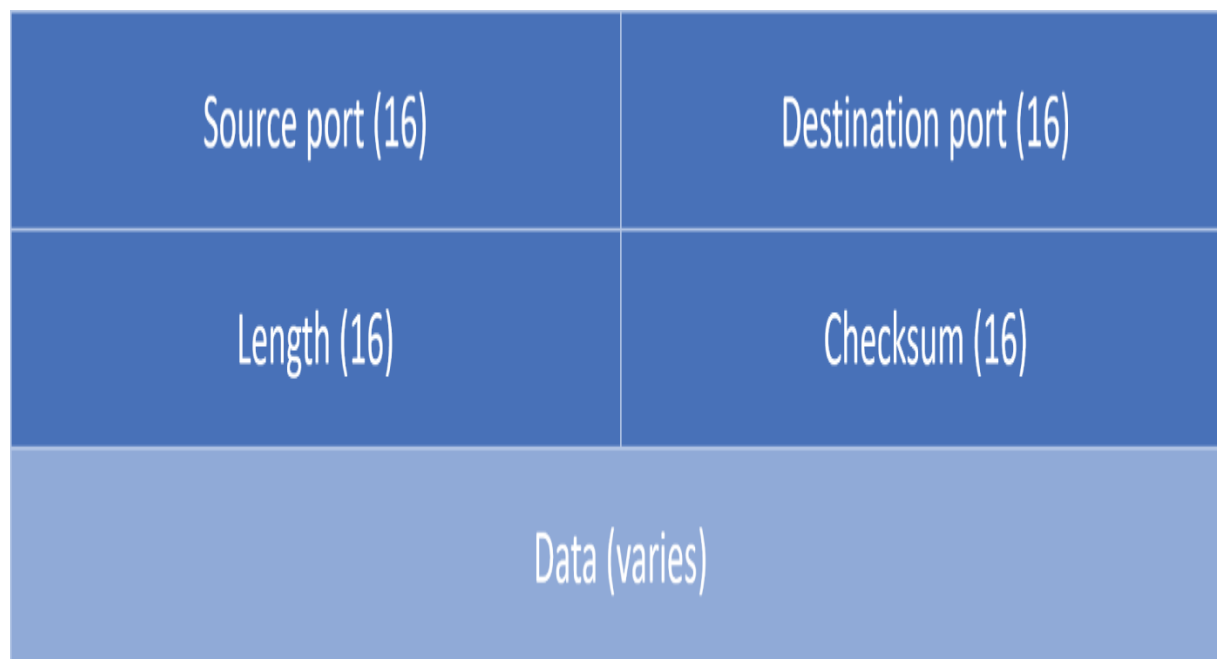 Source port (16)
Destination port (16)
Length (16)
Checksum (16)
Data (varies)